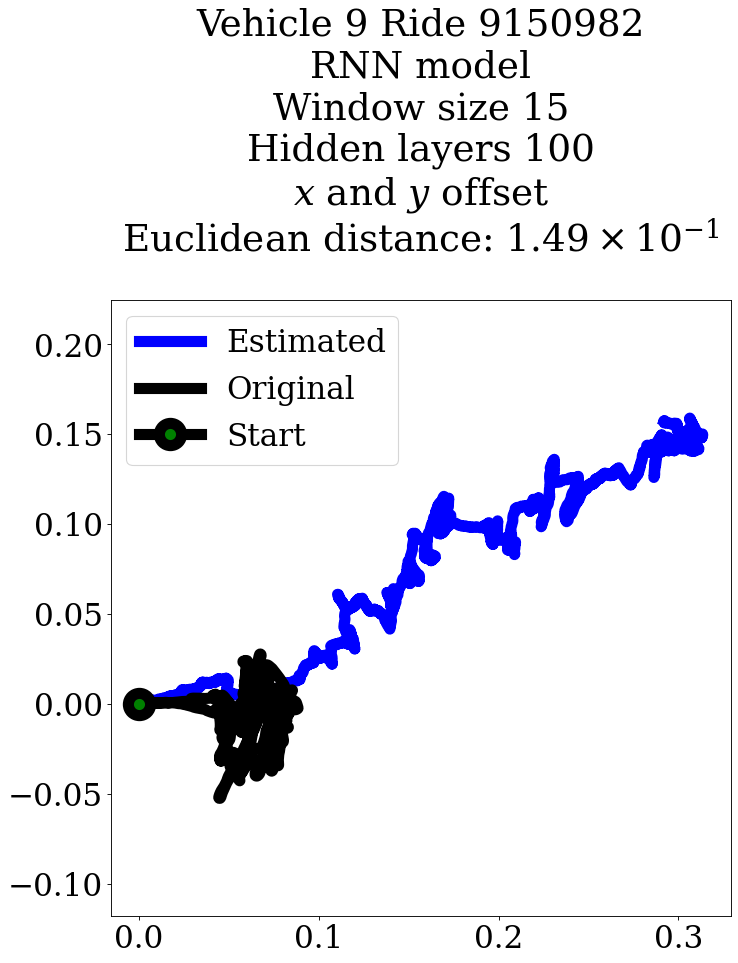 Vehicle 9 Ride 9150982
RNN model
Window size 15
Hidden layers 100
x and y offset
Euclidean distance: 1.49 × 10⁻¹
Estimated
Original
Start
0.20
0.15
0.10
0.05
0.00
−0.05
−0.10
0.0 0.1 0.2 0.3